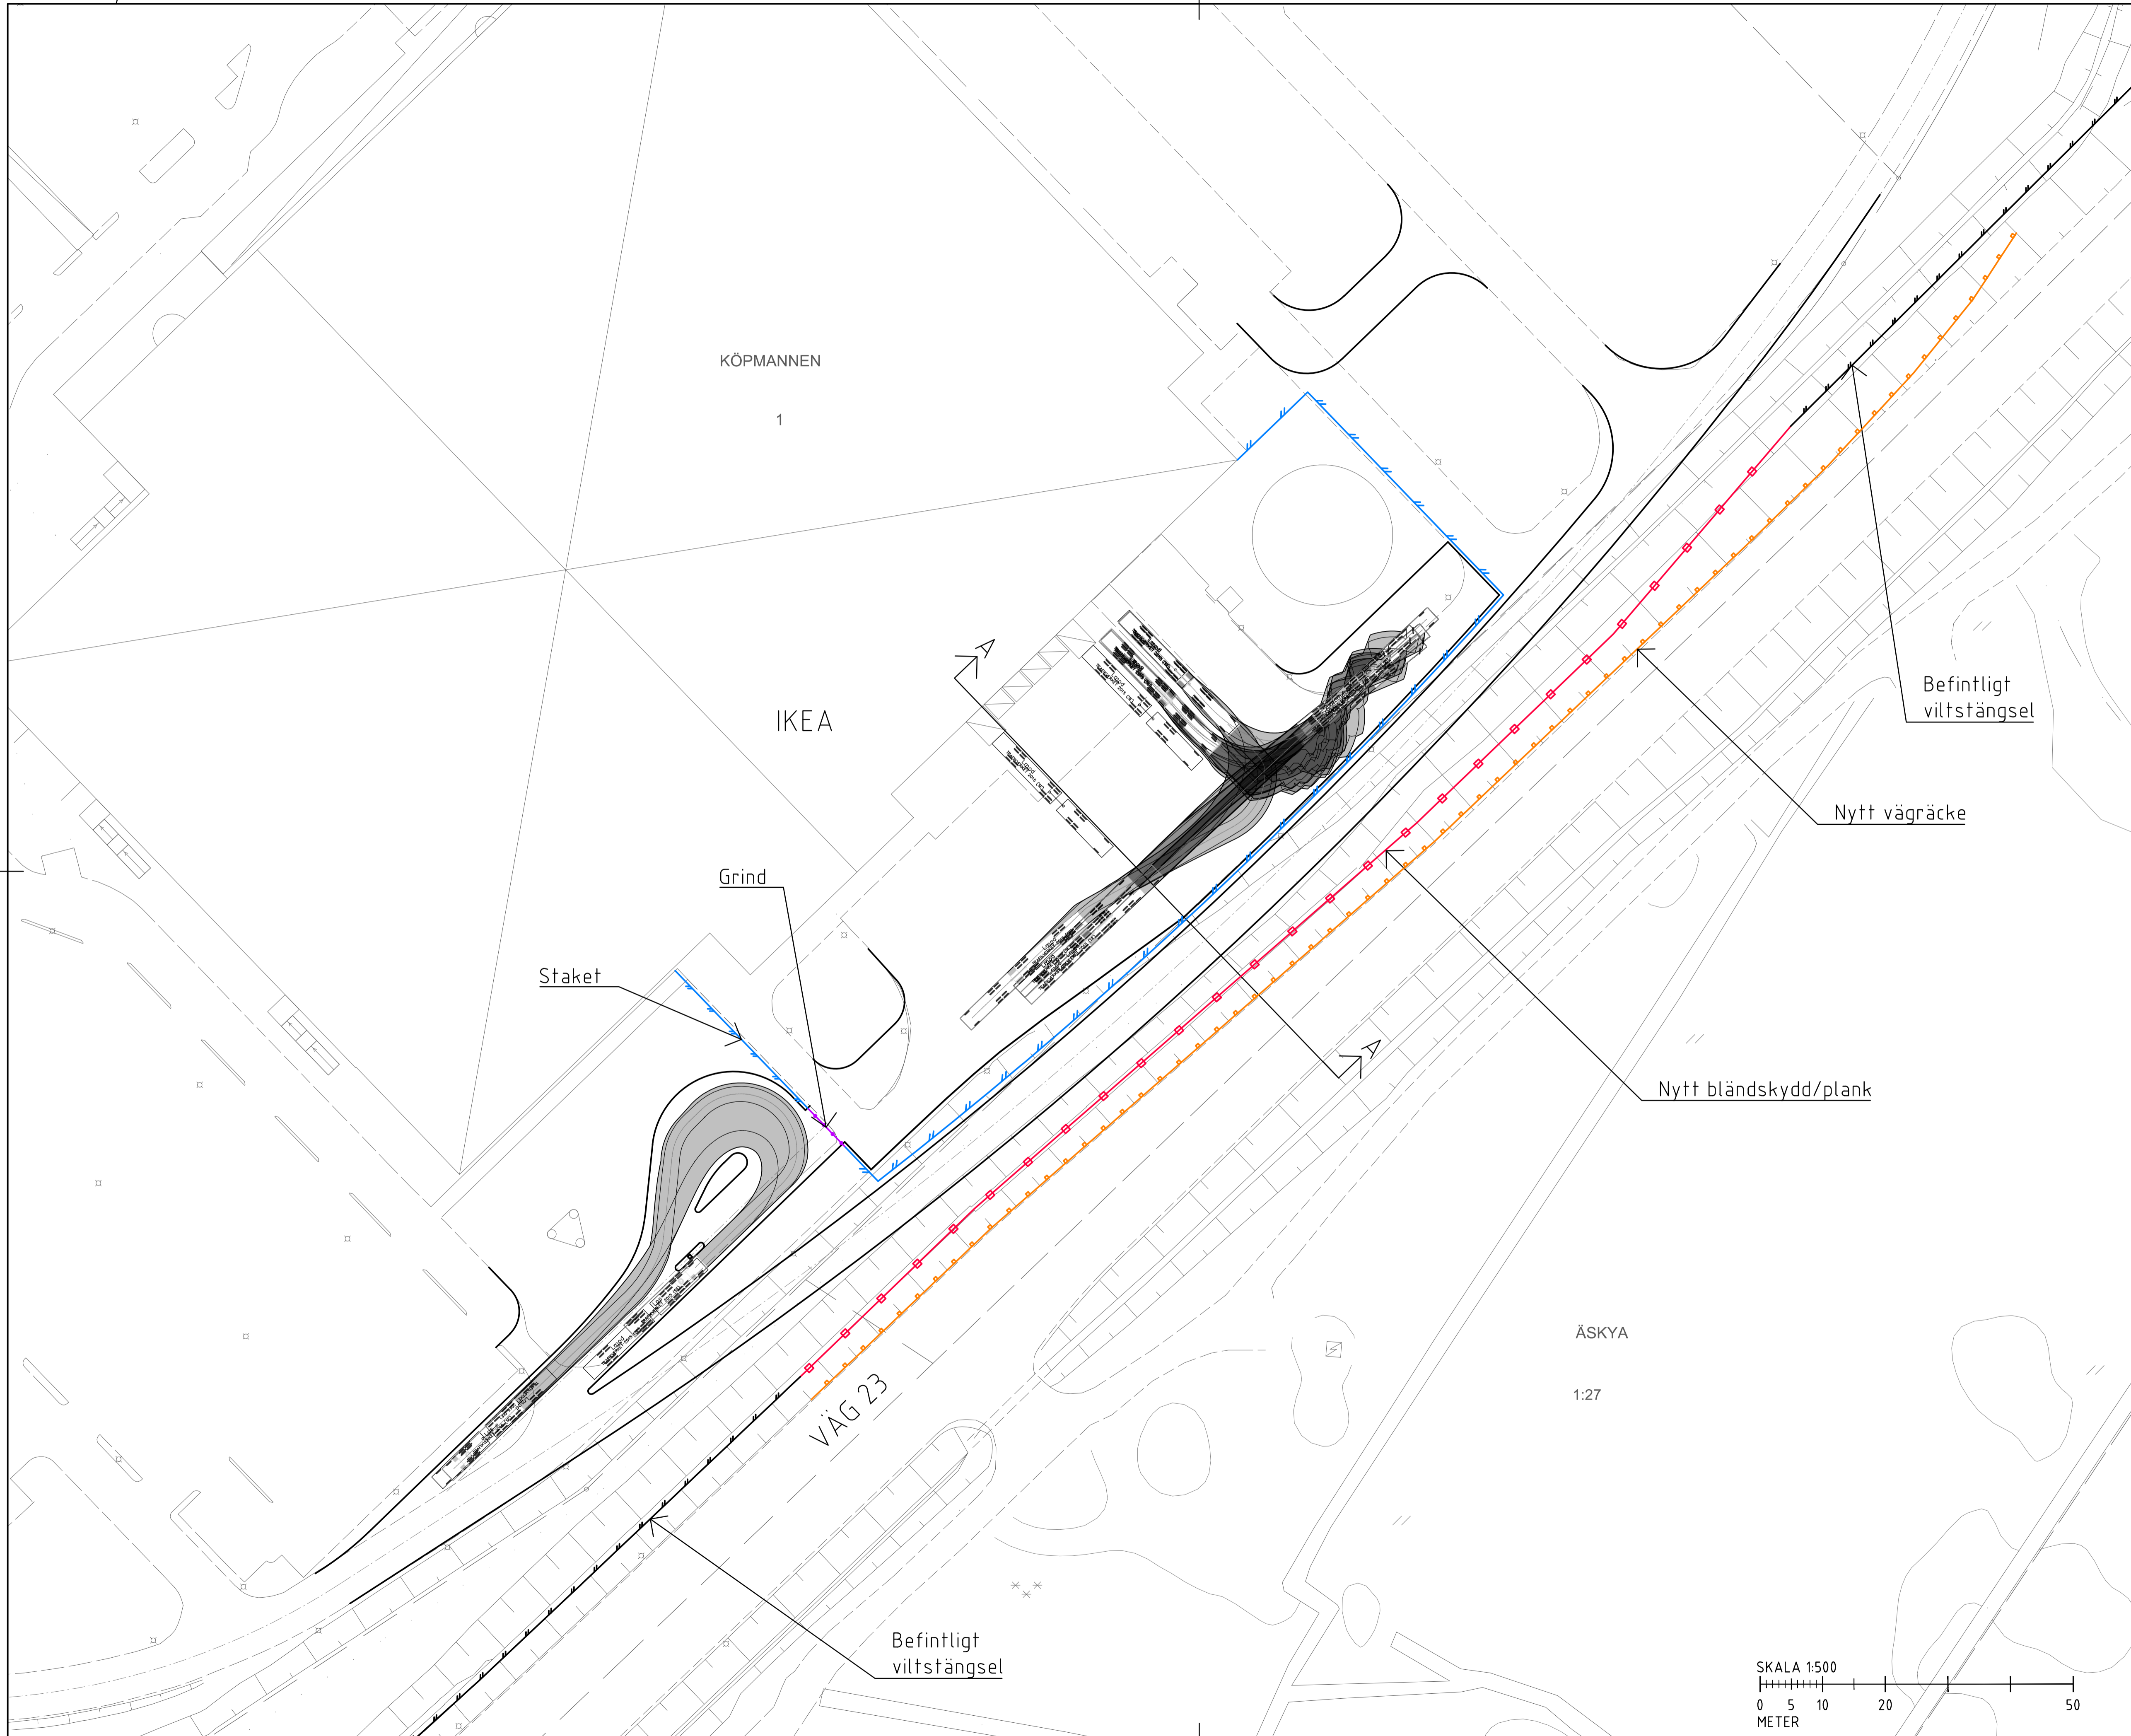 KÖPMANNEN
1
A
IKEA
Befintligt
viltstängsel
Nytt vägräcke
Grind
Staket
A
Nytt bländskydd/plank
ÄSKYA
1:27
VÄG 23
Befintligt
viltstängsel
SKALA 1:500
0 5 10 20 50
METER